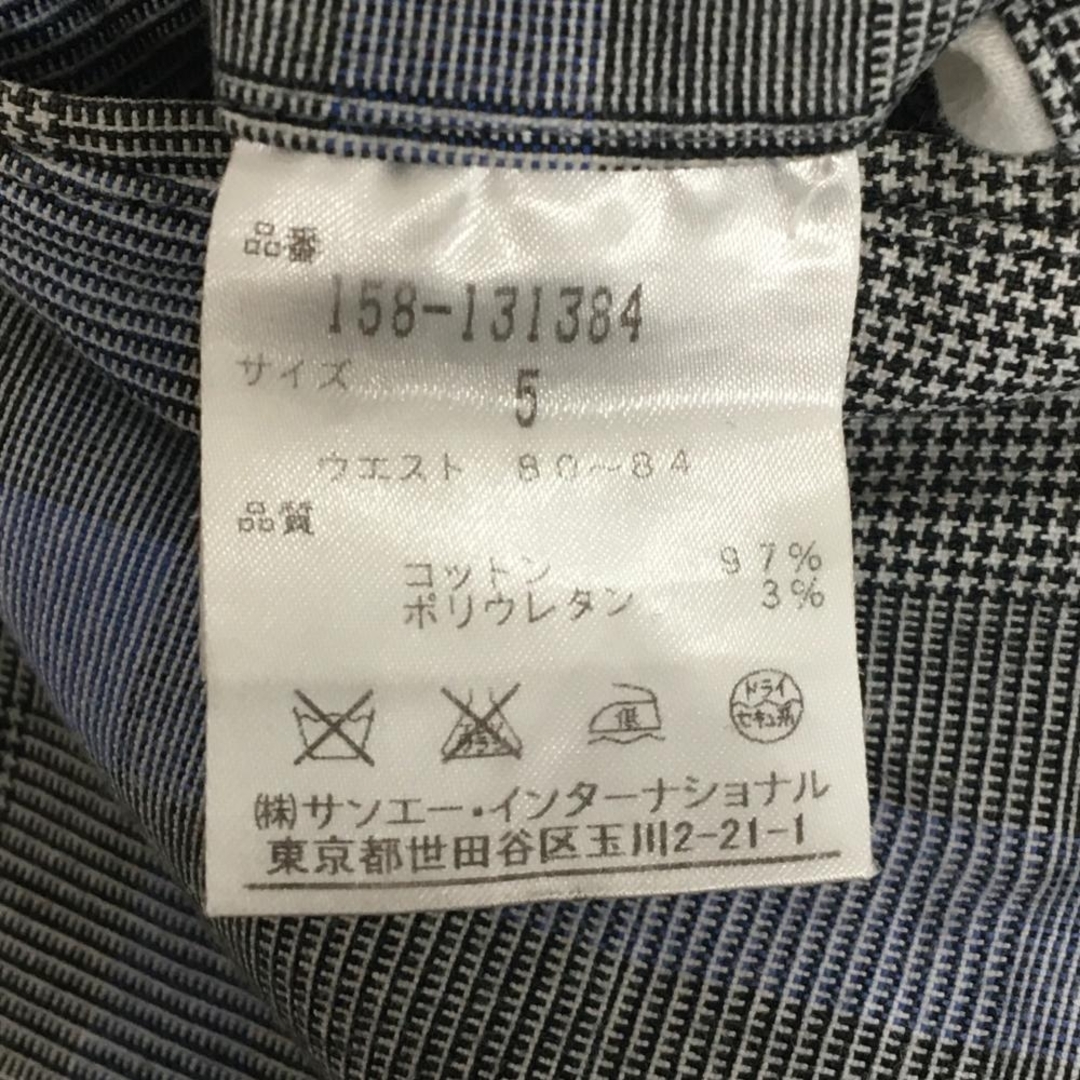 品番
158-131384
サイズ 5
ウエスト 80~84
品質
コットン 97%
ポリウレタン 3%
低
ドライ
セキュ系
(株)サンエー・インターナショナル
東京都世田谷区玉川2-21-1